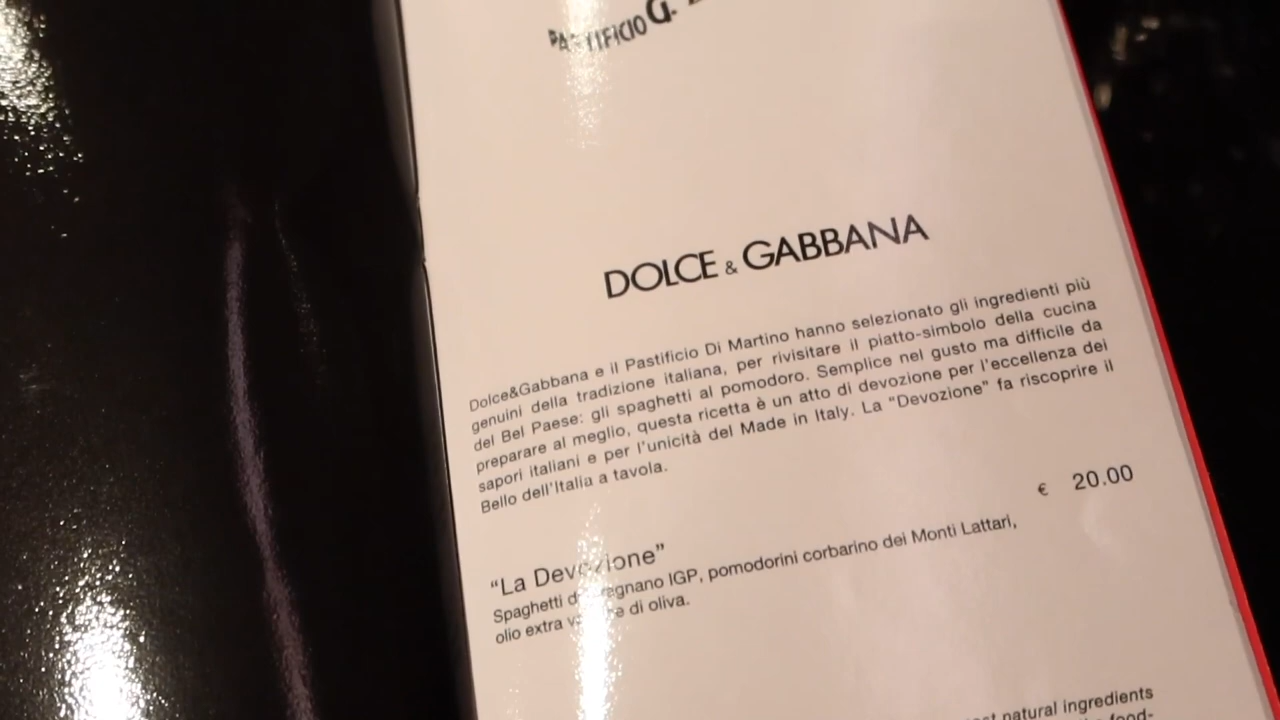 PASTIFICIO G.
DOLCE & GABBANA
Dolce&Gabbana e il Pastificio Di Martino hanno selezionato gli ingredienti più
genuini della tradizione italiana, per rivisitare il piatto-simbolo della cucina
del Bel Paese: gli spaghetti al pomodoro. Semplice nel gusto ma difficile da
preparare al meglio, questa ricetta è un atto di devozione per l'eccellenza dei
sapori italiani e per l'unicità del Made in Italy. La "Devozione" fa riscoprire il
Bello dell'Italia a tavola.
€ 20.00
"La Devozione"
Spaghetti IGP, pomodorini corbarino dei Monti Lattari,
olio extra di oliva.
natural ingredients